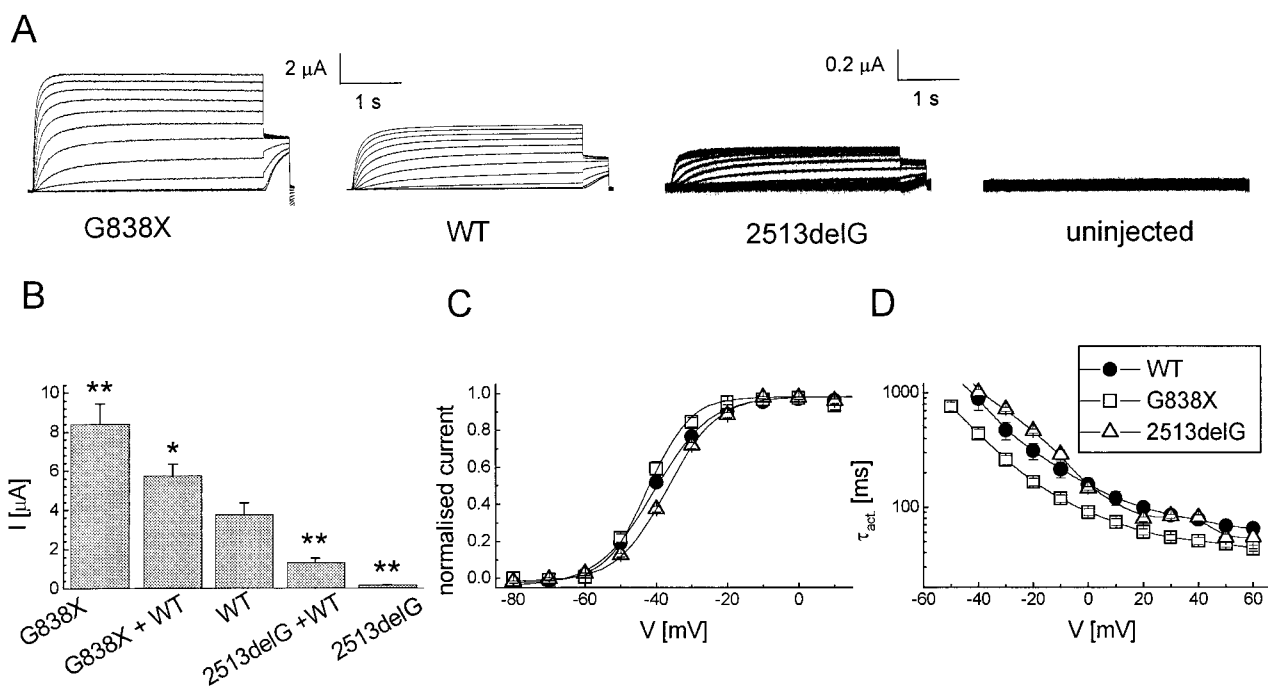 A
2 μA
1 s
0.2 μA
1 s
G838X
WT
2513delG
uninjected
B
**
*
**
**
10
8
6
4
2
0
I [μA]
G838X
G838X + WT
WT
2513delG +WT
2513delG
C
1.0
0.8
0.6
0.4
0.2
0.0
normalised current
-80
-60
-40
-20
0
V [mV]
D
WT
G838X
2513delG
1000
100
τact. [ms]
-60
-40
-20
0
20
40
60
V [mV]